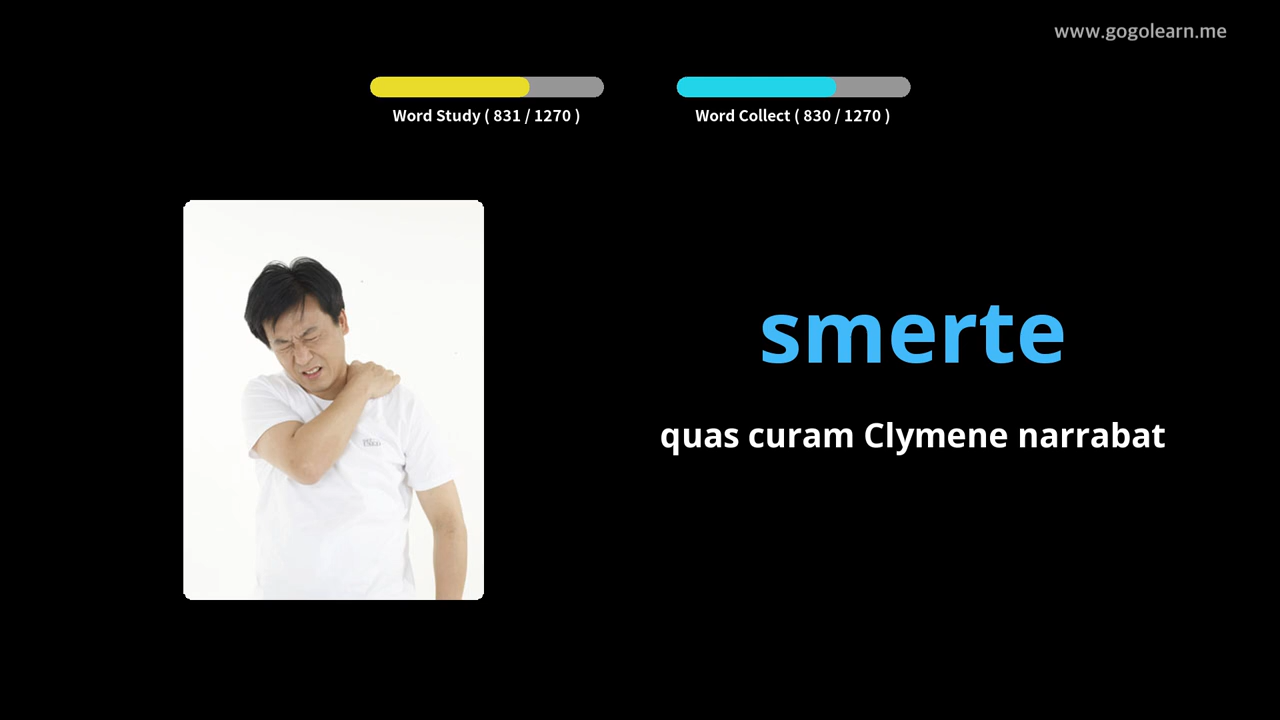 www.gogolearn.me
Word Study ( 831 / 1270 )
Word Collect ( 830 / 1270 )
smerte
quas curam Clymene narrabat